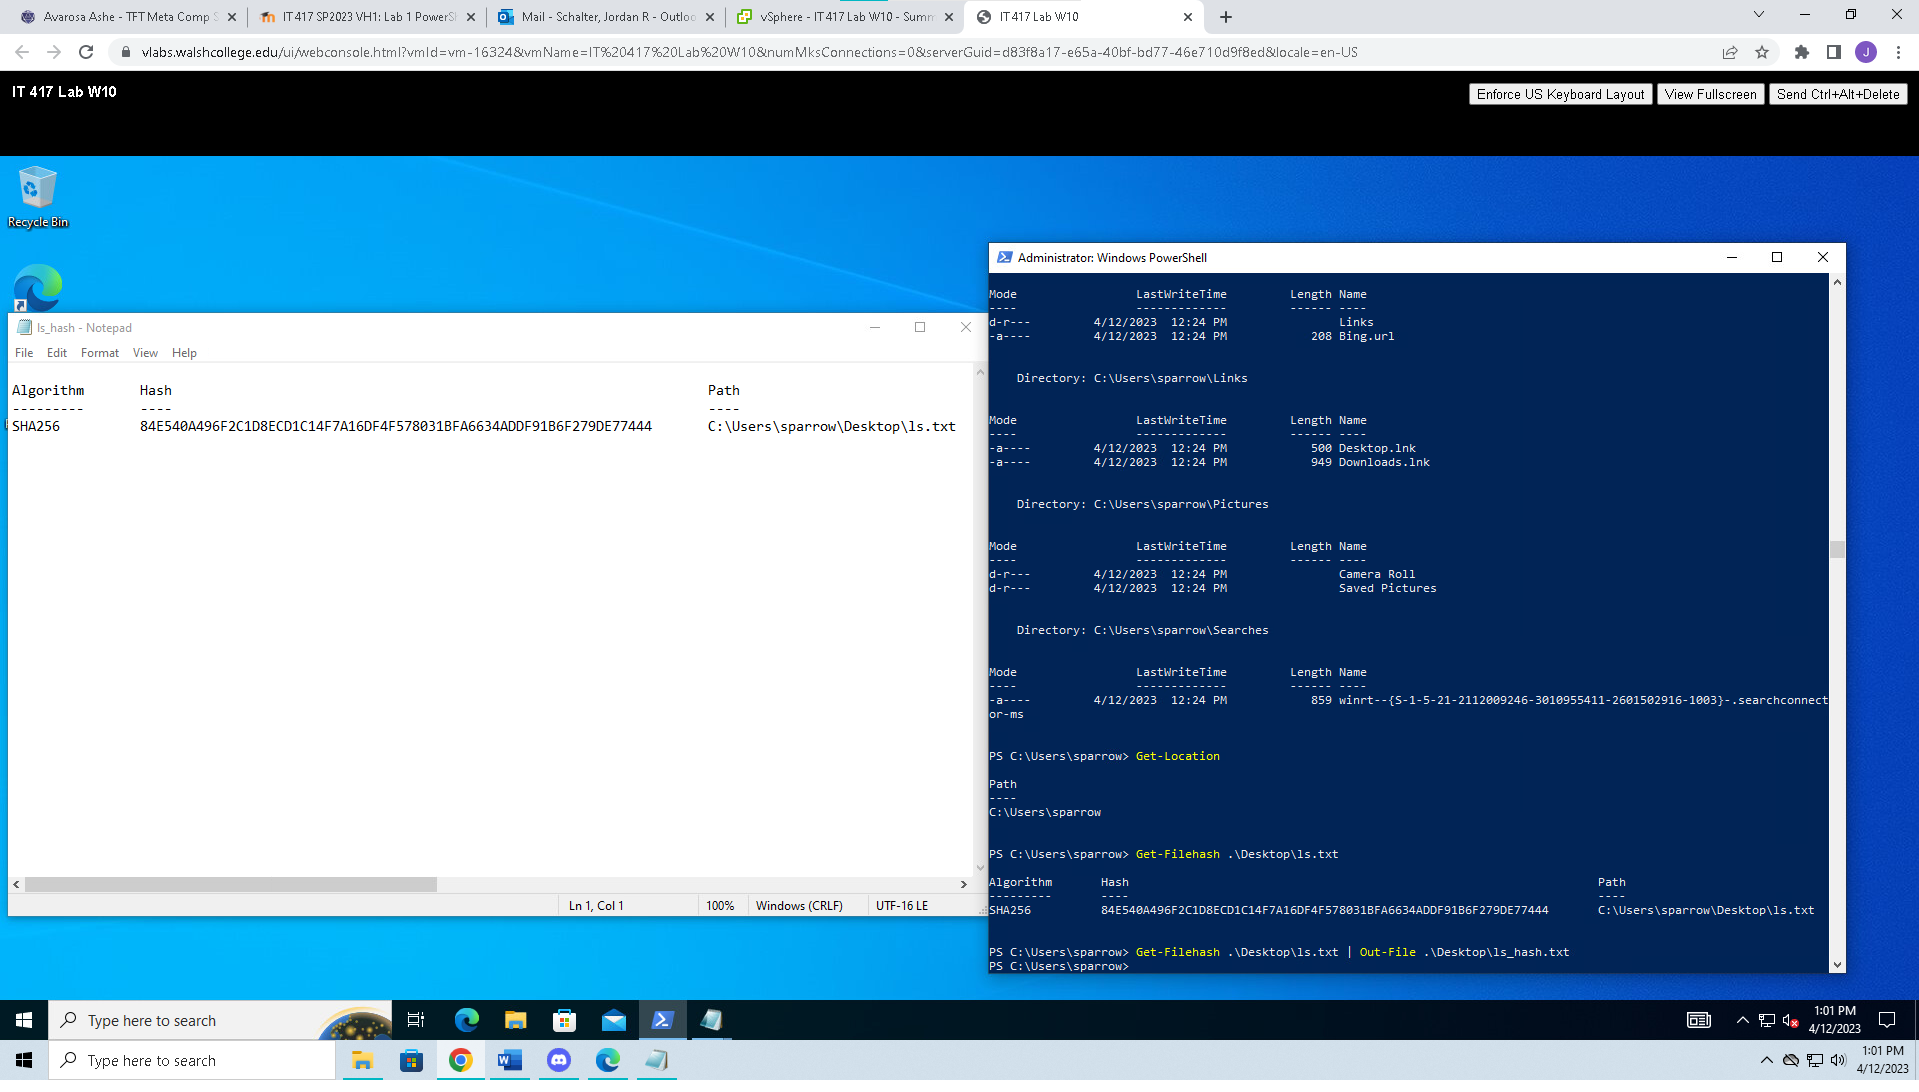 Avarosa Ashe - TFT Meta Comp S
IT417 SP2023 VH1: Lab 1 PowerSh
Mail - Schalter, Jordan R - Outloo
vSphere - IT 417 Lab W10 - Summ
IT 417 Lab W10
vlabs.walshcollege.edu/ui/webconsole.html?vmId=vm-16324&vmName=IT%20417%20Lab%20W10&numMksConnections=0&serverGuid=d83f8a17-e65a-40bf-bd77-46e710d9f8ed&locale=en-US
J
IT 417 Lab W10
Enforce US Keyboard Layout
View Fullscreen
Send Ctrl+Alt+Delete
Recycle Bin
ls_hash - Notepad
File Edit Format View Help
Algorithm Hash Path
--------- ---- ----
SHA256 84E540A496F2C1D8ECD1C14F7A16DF4F578031BFA6634ADDF91B6F279DE77444 C:\Users\sparrow\Desktop\ls.txt
Ln 1, Col 1 100% Windows (CRLF) UTF-16 LE
Administrator: Windows PowerShell
Mode LastWriteTime Length Name
---- ------------- ------ ----
d-r--- 4/12/2023 12:24 PM Links
-a---- 4/12/2023 12:24 PM 208 Bing.url
Directory: C:\Users\sparrow\Links
Mode LastWriteTime Length Name
---- ------------- ------ ----
-a---- 4/12/2023 12:24 PM 500 Desktop.lnk
-a---- 4/12/2023 12:24 PM 949 Downloads.lnk
Directory: C:\Users\sparrow\Pictures
Mode LastWriteTime Length Name
---- ------------- ------ ----
d-r--- 4/12/2023 12:24 PM Camera Roll
d-r--- 4/12/2023 12:24 PM Saved Pictures
Directory: C:\Users\sparrow\Searches
Mode LastWriteTime Length Name
---- ------------- ------ ----
-a---- 4/12/2023 12:24 PM 859 winrt--{S-1-5-21-2112009246-3010955411-2601502916-1003}-.searchconnect
or-ms
PS C:\Users\sparrow> Get-Location
Path
----
C:\Users\sparrow
PS C:\Users\sparrow> Get-Filehash .\Desktop\ls.txt
Algorithm Hash Path
--------- ---- ----
SHA256 84E540A496F2C1D8ECD1C14F7A16DF4F578031BFA6634ADDF91B6F279DE77444 C:\Users\sparrow\Desktop\ls.txt
PS C:\Users\sparrow> Get-Filehash .\Desktop\ls.txt | Out-File .\Desktop\ls_hash.txt
PS C:\Users\sparrow>
Type here to search
1:01 PM
4/12/2023
Type here to search
1:01 PM
4/12/2023